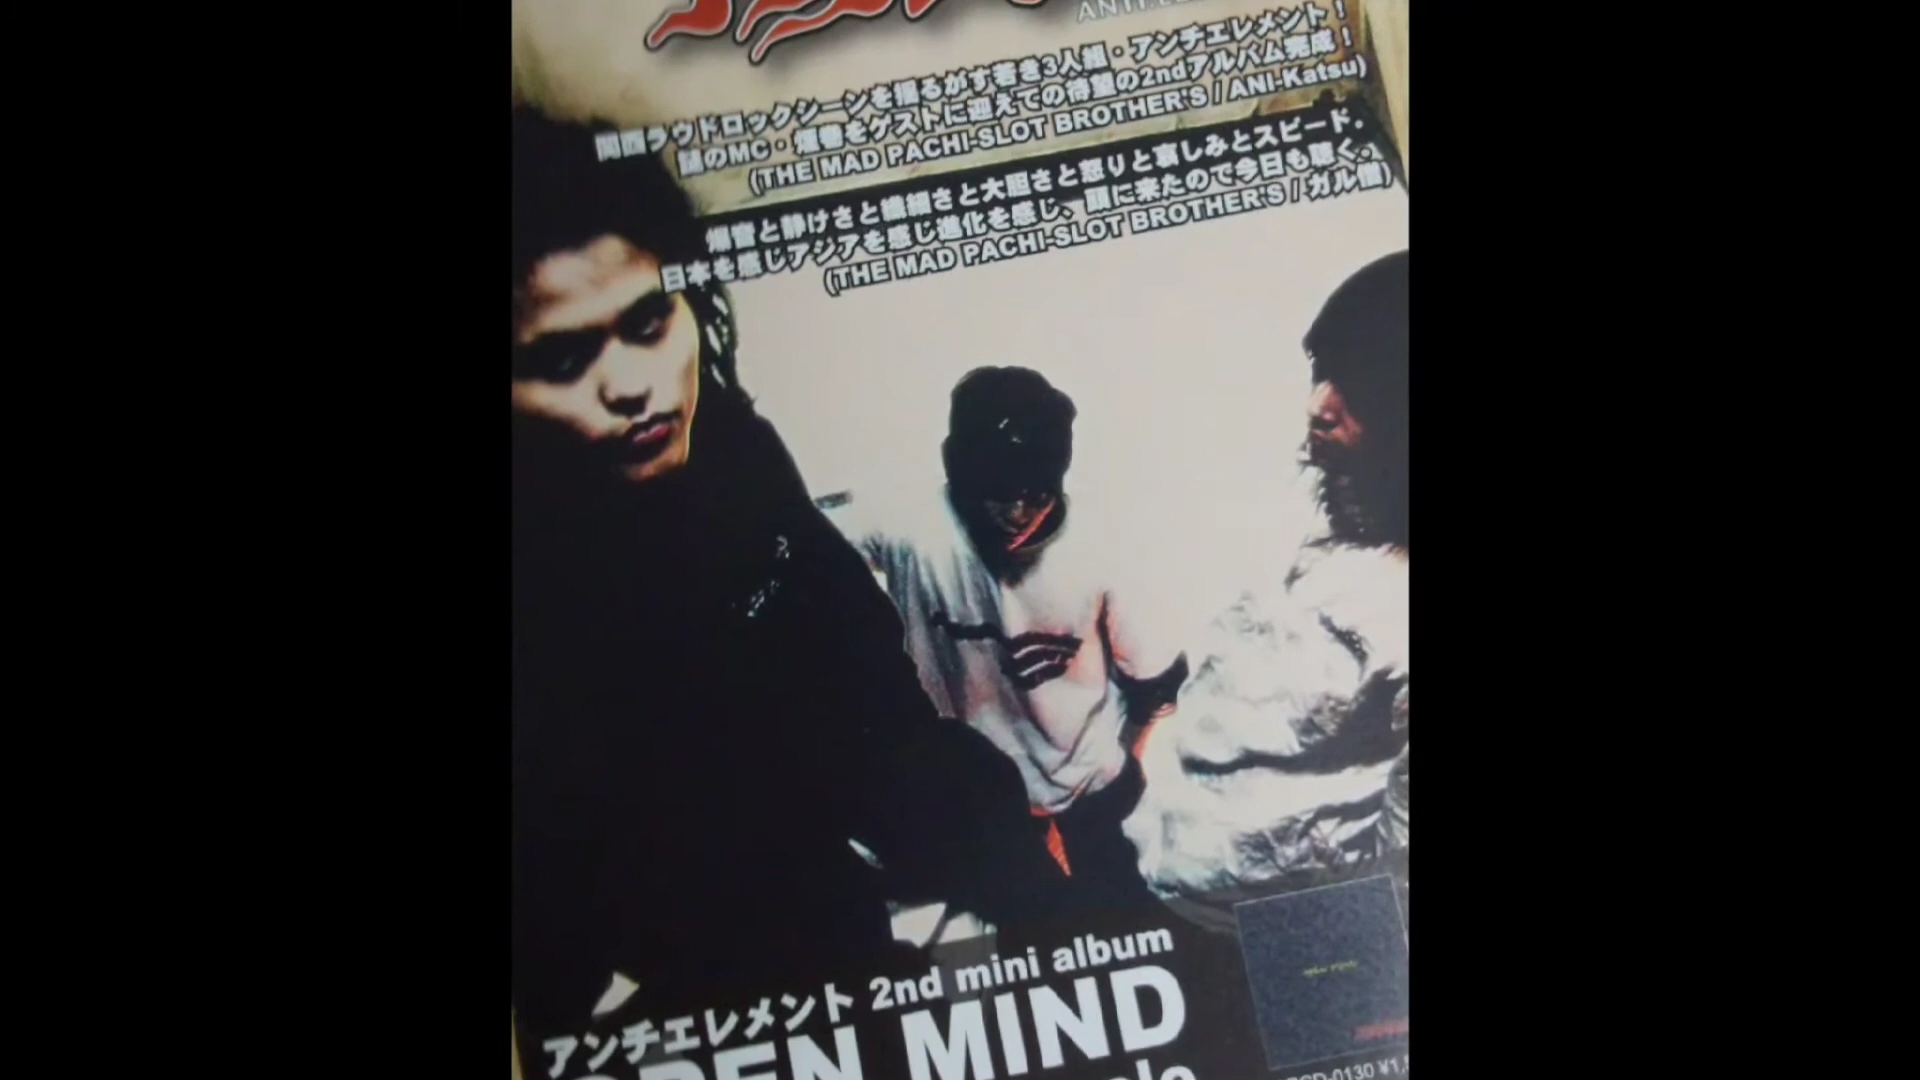 ANTI
関西ラウドロックシーンを揺るがす若き3人組・アンチエレメント！
謎のMC・煙巻をゲストに迎えての待望の2ndアルバム完成！
(THE MAD PACHI-SLOT BROTHER'S / ANI-Katsu)
爆音と静けさと繊細さと大胆さと怒りと哀しみとスピード。
日本を感じアジアを感じ進化を感じ、頭に来たので今日も聴く。
(THE MAD PACHI-SLOT BROTHER'S / ガル憎)
アンチエレメント 2nd mini album
OPEN MIND
CD-0130 ¥1,